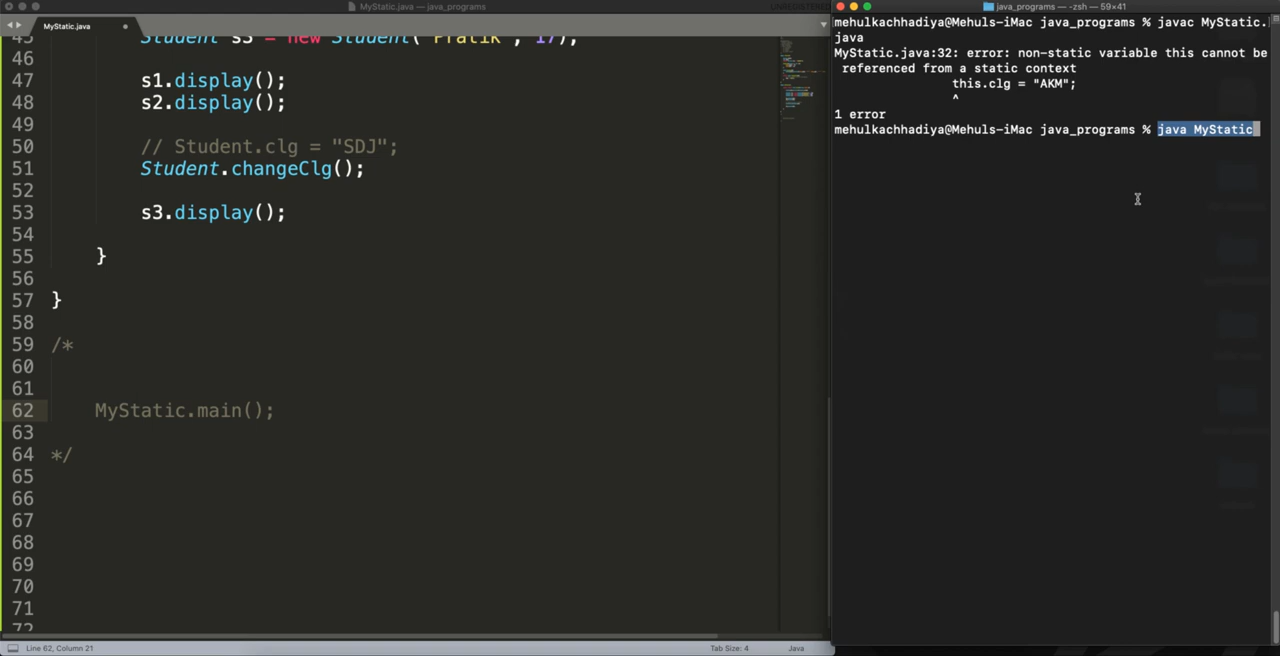 MyStatic.java — java_programs
UNREGISTERED
MyStatic.java
45 Student s3 = new Student("Pratik", 17);
46
47 s1.display();
48 s2.display();
49
50 // Student.clg = "SDJ";
51 Student.changeClg();
52
53 s3.display();
54
55 }
56
57 }
58
59 /*
60
61
62 MyStatic.main();
63
64 */
65
66
67
68
69
70
71
72
Line 62, Column 21
Tab Size: 4
Java
java_programs — -zsh — 59×41
mehulkachhadiya@Mehuls-iMac java_programs % javac MyStatic.
java
MyStatic.java:32: error: non-static variable this cannot be
referenced from a static context
this.clg = "AKM";
^
1 error
mehulkachhadiya@Mehuls-iMac java_programs % java MyStatic